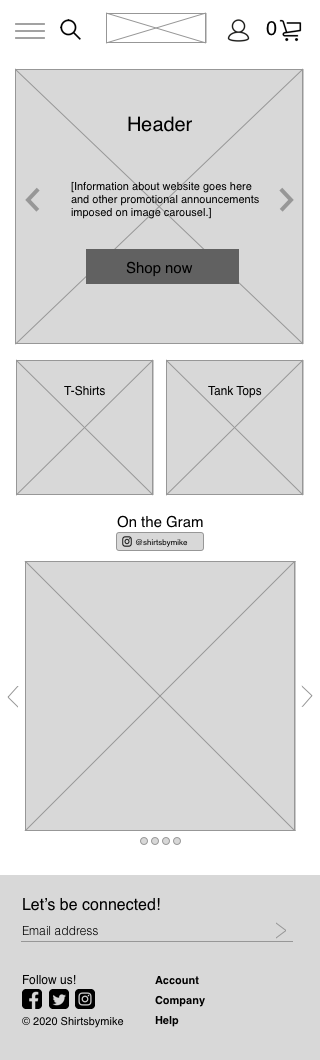 0
Header
[Information about website goes here
and other promotional announcements
imposed on image carousel.]
Shop now
T-Shirts
Tank Tops
On the Gram
@shirtsbymike
Let's be connected!
Email address
Follow us!
© 2020 Shirtsbymike
Account
Company
Help